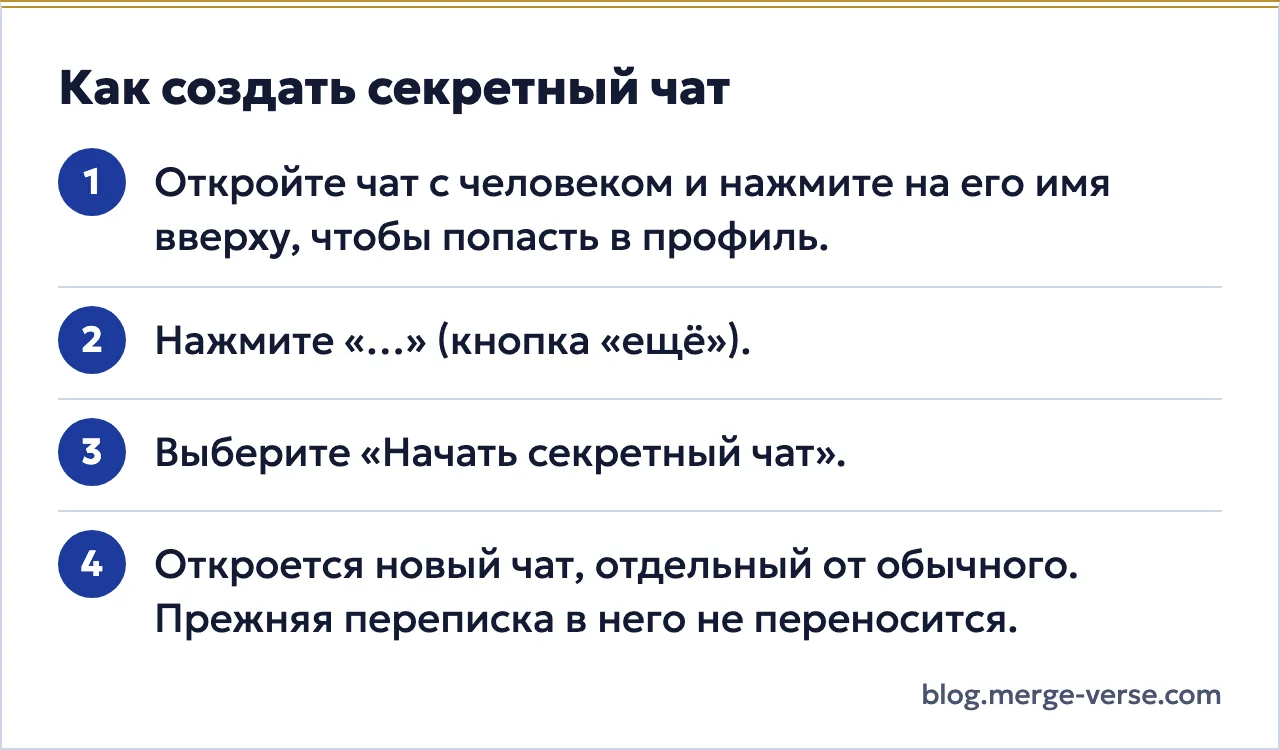 Как создать секретный чат
1
Откройте чат с человеком и нажмите на его имя
вверху, чтобы попасть в профиль.
2
Нажмите «…» (кнопка «ещё»).
3
Выберите «Начать секретный чат».
4
Откроется новый чат, отдельный от обычного.
Прежняя переписка в него не переносится.
blog.merge-verse.com